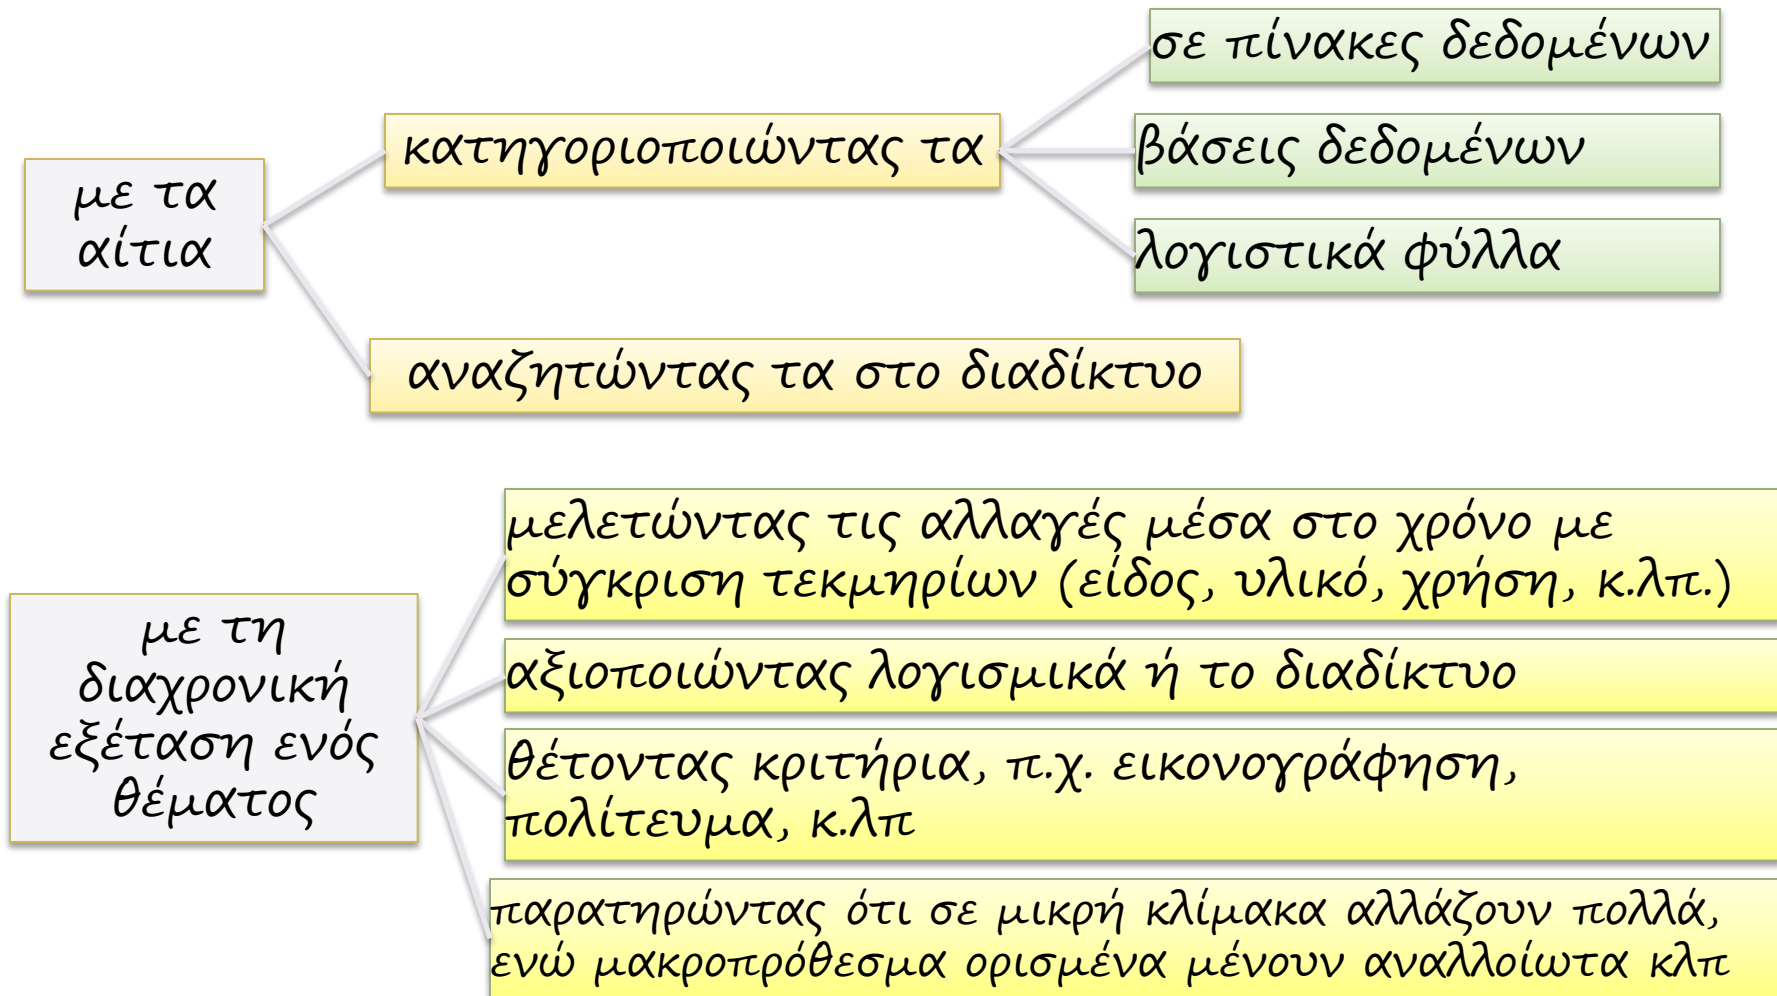 με τα
αίτια
κατηγοριοποιώντας τα
σε πίνακες δεδομένων
βάσεις δεδομένων
λογιστικά φύλλα
αναζητώντας τα στο διαδίκτυο
με τη
διαχρονική
εξέταση ενός
θέματος
μελετώντας τις αλλαγές μέσα στο χρόνο με
σύγκριση τεκμηρίων (είδος, υλικό, χρήση, κ.λπ.)
αξιοποιώντας λογισμικά ή το διαδίκτυο
θέτοντας κριτήρια, π.χ. εικονογράφηση,
πολίτευμα, κ.λπ
παρατηρώντας ότι σε μικρή κλίμακα αλλάζουν πολλά,
ενώ μακροπρόθεσμα ορισμένα μένουν αναλλοίωτα κλπ